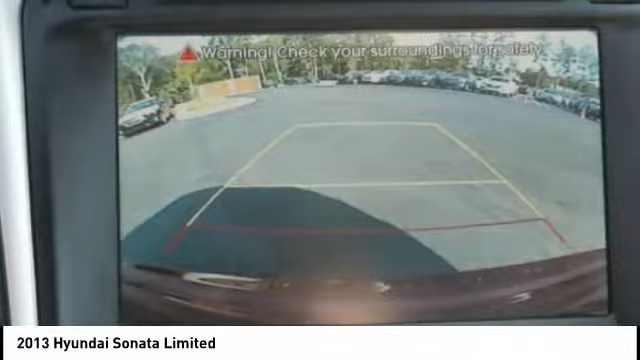 Warning! Check your surroundings for safety.
2013 Hyundai Sonata Limited